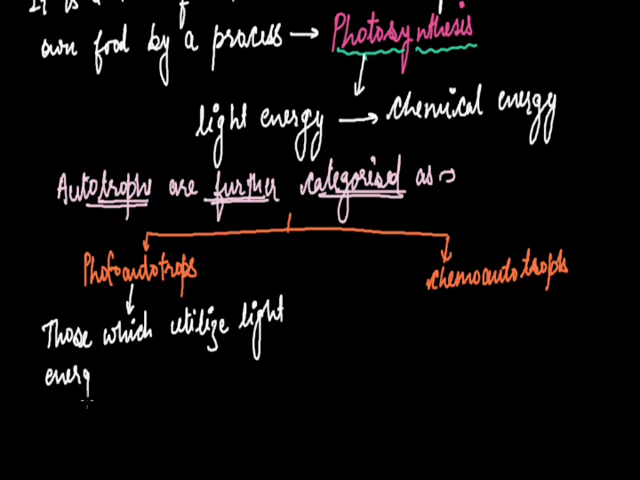 own food by a process → Photosynthesis
light energy → chemical energy
Autotrophs are further categorised as
Photoautotrops
chemoautotrophs
Those which utilize light
energ